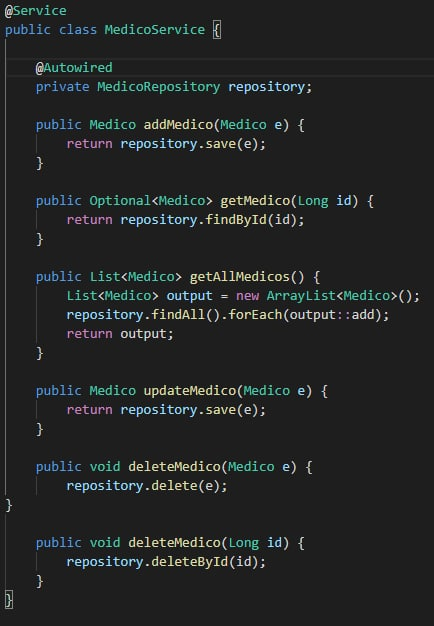 @Service
public class MedicoService {
@Autowired
private MedicoRepository repository;
public Medico addMedico(Medico e) {
return repository.save(e);
}
public Optional<Medico> getMedico(Long id) {
return repository.findById(id);
}
public List<Medico> getAllMedicos() {
List<Medico> output = new ArrayList<Medico>();
repository.findAll().forEach(output::add);
return output;
}
public Medico updateMedico(Medico e) {
return repository.save(e);
}
public void deleteMedico(Medico e) {
repository.delete(e);
}
public void deleteMedico(Long id) {
repository.deleteById(id);
}
}